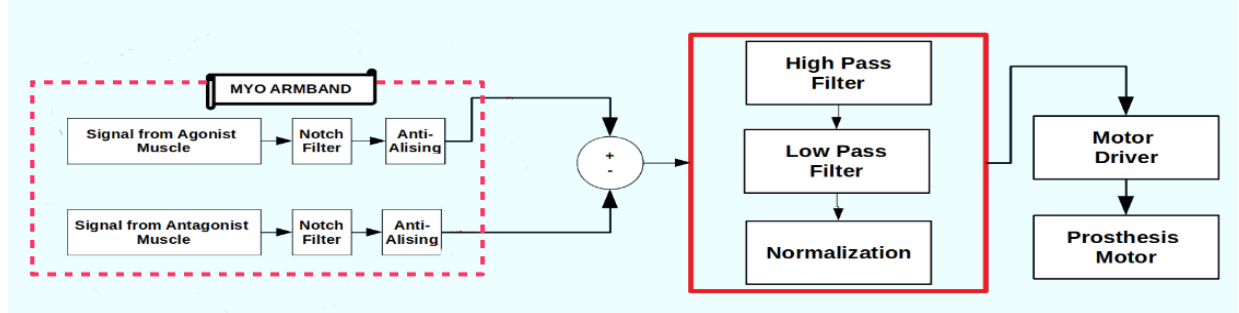 MYO ARMBAND
Signal from Agonist
Muscle
Notch
Filter
Anti-
Alising
Signal from Antagonist
Muscle
Notch
Filter
Anti-
Alising
+
-
High Pass
Filter
Low Pass
Filter
Normalization
Motor
Driver
Prosthesis
Motor